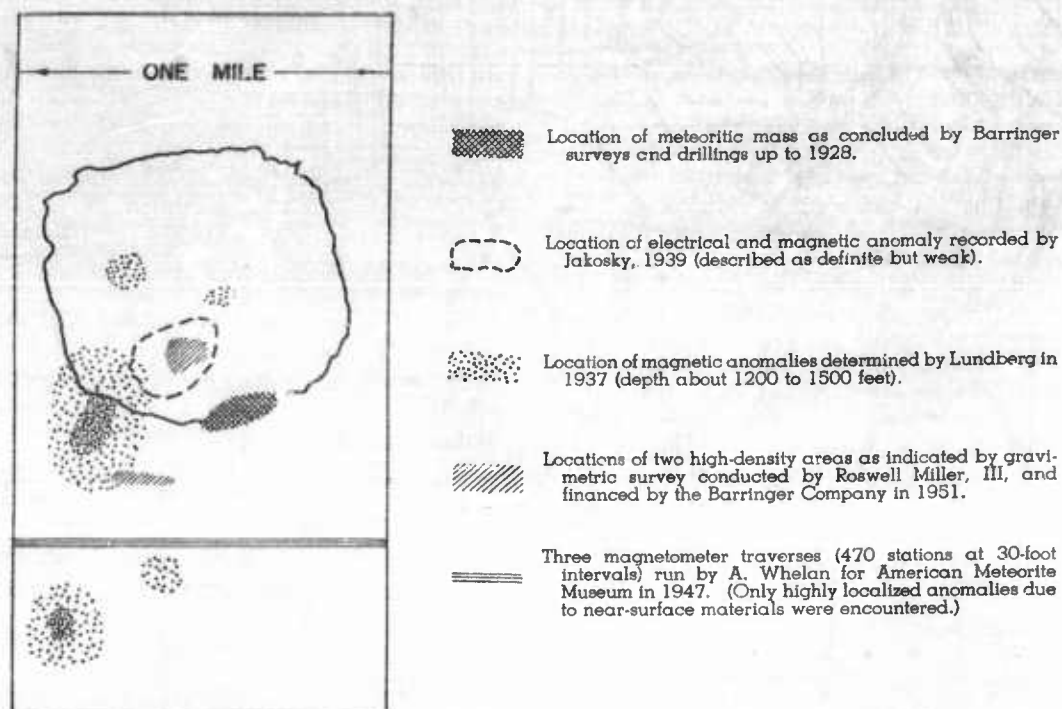 ONE MILE
Location of meteoritic mass as concluded by Barringer
surveys and drillings up to 1928.
Location of electrical and magnetic anomaly recorded by
Jakosky, 1939 (described as definite but weak).
Location of magnetic anomalies determined by Lundberg in
1937 (depth about 1200 to 1500 feet).
Locations of two high-density areas as indicated by gravi-
metric survey conducted by Roswell Miller, III, and
financed by the Barringer Company in 1951.
Three magnetometer traverses (470 stations at 30-foot
intervals) run by A. Whelan for American Meteorite
Museum in 1947. (Only highly localized anomalies due
to near-surface materials were encountered.)